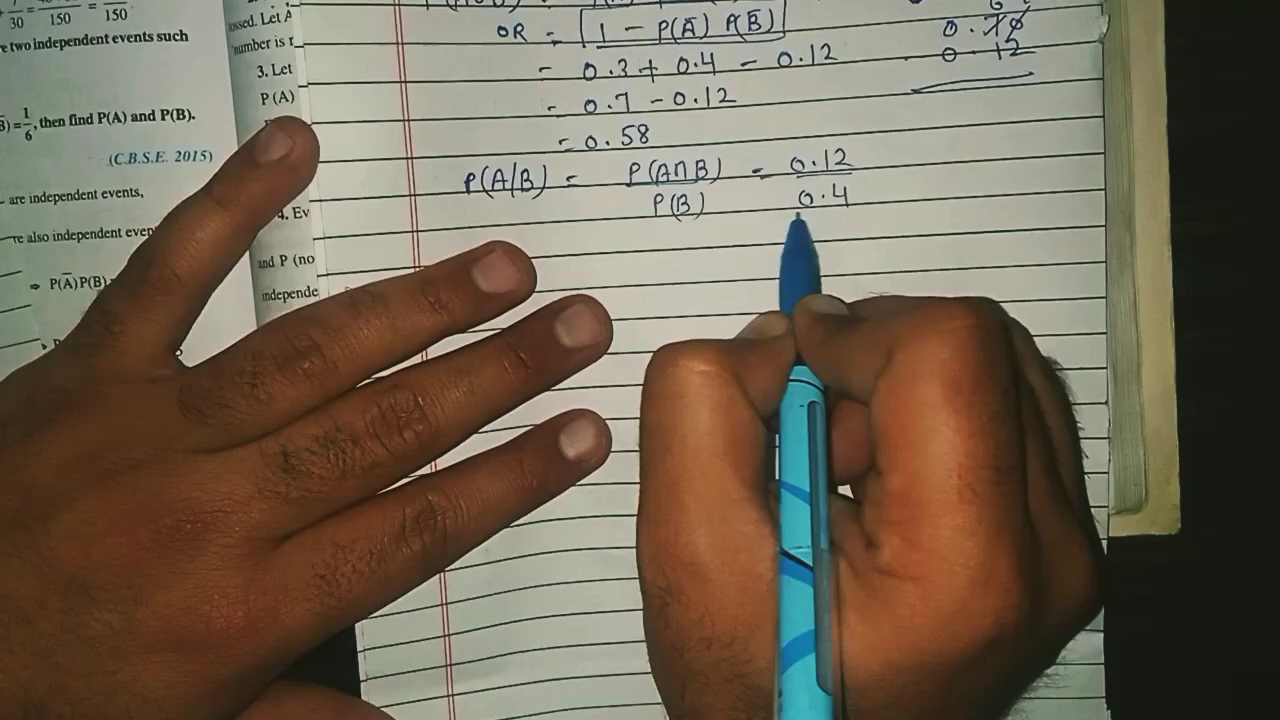 30 = 150 = 150
e two independent events such
B̅) = 1/6, then find P(A) and P(B).
(C.B.S.E. 2015)
are independent events,
re also independent even
⇒ P(A̅)P(B)
ssed. Let A
number is r
3. Let
P (A)
4. Ev
and P (no
independe
OR = 1 - P(A̅) P(B̅)
= 0.3 + 0.4 - 0.12
= 0.7 - 0.12
= 0.58
P(A/B) = P(A∩B)/P(B) = 0.12/0.4
0.70
0 12